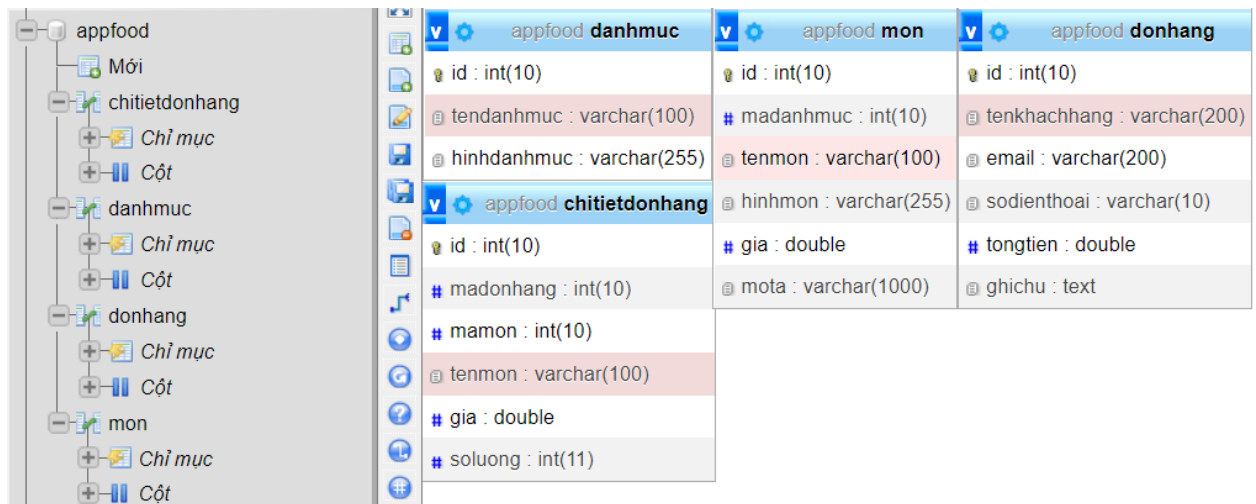 appfood
Mới
chitietdonhang
Chỉ mục
Cột
danhmuc
Chỉ mục
Cột
donhang
Chỉ mục
Cột
mon
Chỉ mục
Cột
v appfood danhmuc
id : int(10)
tendanhmuc : varchar(100)
hinhdanhmuc : varchar(255)
v appfood chitietdonhang
id : int(10)
# madonhang : int(10)
# mamon : int(10)
tenmon : varchar(100)
# gia : double
# soluong : int(11)
v appfood mon
id : int(10)
# madanhmuc : int(10)
tenmon : varchar(100)
hinhmon : varchar(255)
# gia : double
mota : varchar(1000)
v appfood donhang
id : int(10)
tenkhachhang : varchar(200)
email : varchar(200)
sodienthoai : varchar(10)
# tongtien : double
ghichu : text